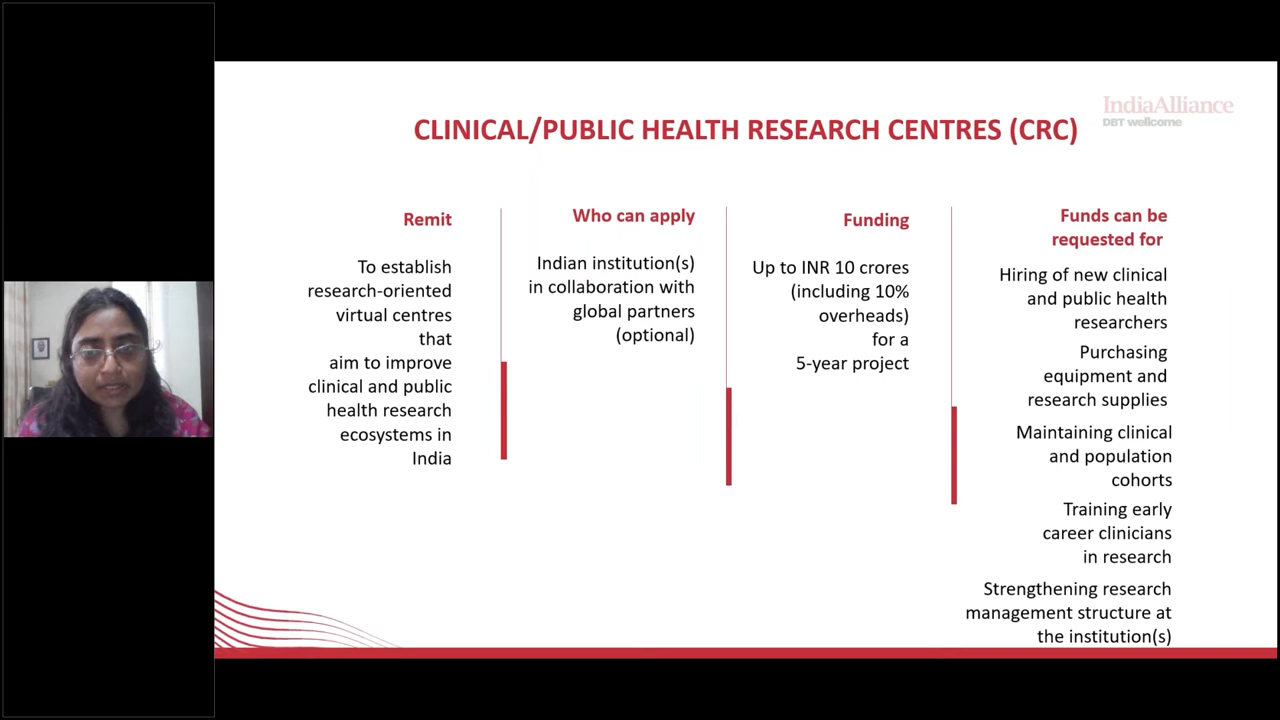 IndiaAlliance
DBT wellcome
CLINICAL/PUBLIC HEALTH RESEARCH CENTRES (CRC)
Remit
To establish
research-oriented
virtual centres
that
aim to improve
clinical and public
health research
ecosystems in
India
Who can apply
Indian institution(s)
in collaboration with
global partners
(optional)
Funding
Up to INR 10 crores
(including 10%
overheads)
for a
5-year project
Funds can be
requested for
Hiring of new clinical
and public health
researchers
Purchasing
equipment and
research supplies
Maintaining clinical
and population
cohorts
Training early
career clinicians
in research
Strengthening research
management structure at
the institution(s)